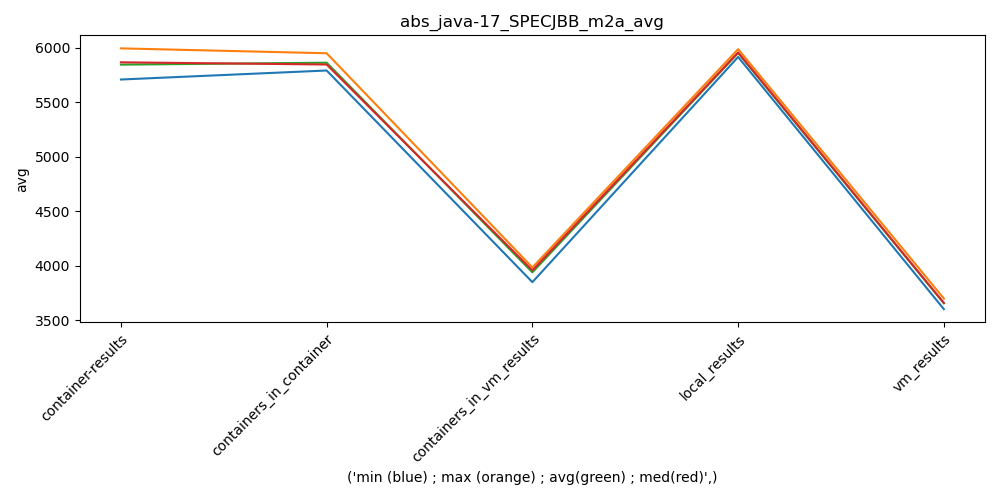 abs_java-17_SPECJBB_m2a_avg
6000
5500
5000
4500
4000
3500
avg
container-results
containers_in_container
containers_in_vm_results
local_results
vm_results
('min (blue) ; max (orange) ; avg(green) ; med(red)',)